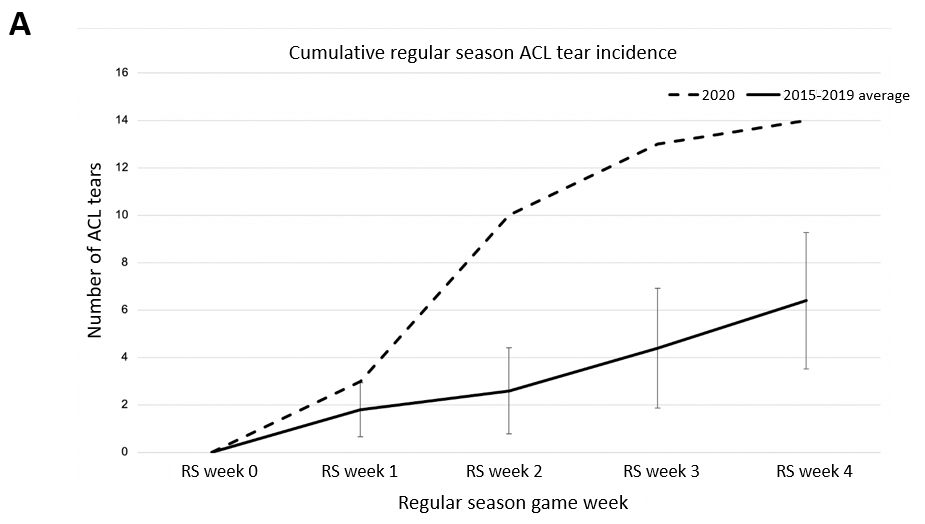 A
Cumulative regular season ACL tear incidence
2020
2015-2019 average
Number of ACL tears
16
14
12
10
8
6
4
2
0
RS week 0
RS week 1
RS week 2
RS week 3
RS week 4
Regular season game week